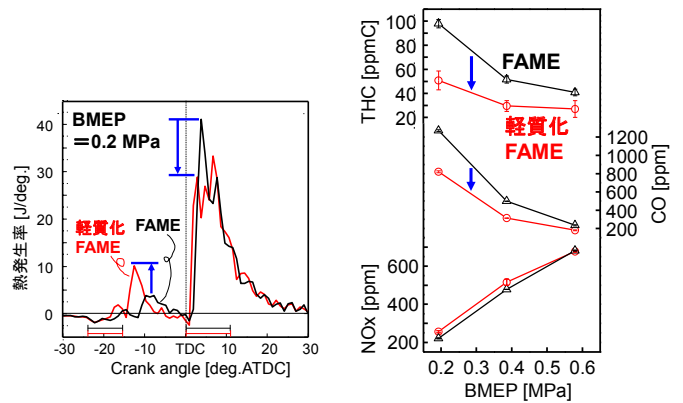 BMEP
＝0.2 MPa
熱発生率 [J/deg.]
40
30
20
10
0
軽質化
FAME
FAME
-30
-20
-10
TDC
10
20
30
Crank angle [deg.ATDC]
THC [ppmC]
100
80
60
40
20
FAME
軽質化
FAME
CO [ppm]
1200
1000
800
600
400
200
NOx [ppm]
600
400
200
0.2
0.3
0.4
0.5
0.6
BMEP [MPa]